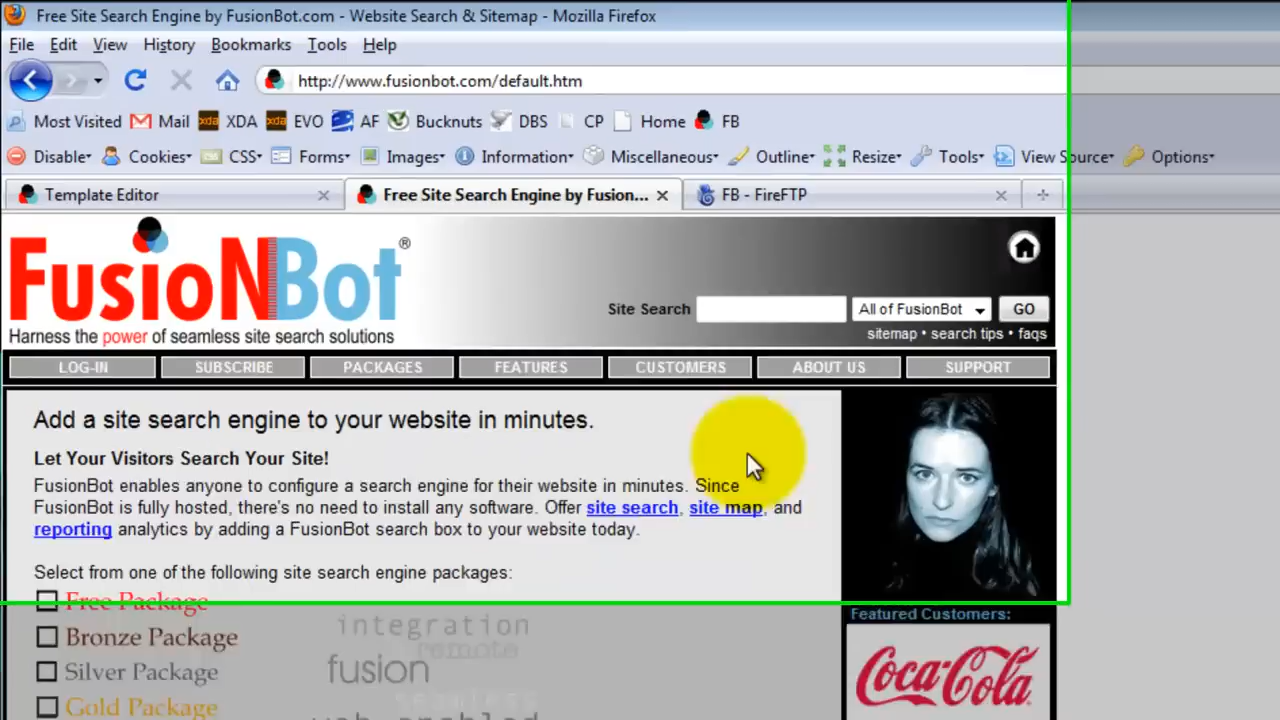 Free Site Search Engine by FusionBot.com - Website Search & Sitemap - Mozilla Firefox
File Edit View History Bookmarks Tools Help
http://www.fusionbot.com/default.htm
Most Visited Mail XDA EVO AF Bucknuts DBS CP Home FB
Disable Cookies CSS Forms Images Information Miscellaneous Outline Resize Tools View Source Options
Template Editor Free Site Search Engine by Fusion... FB - FireFTP
FusioNBot®
Harness the power of seamless site search solutions
Site Search All of FusionBot GO
sitemap • search tips • faqs
LOG-IN SUBSCRIBE PACKAGES FEATURES CUSTOMERS ABOUT US SUPPORT
Add a site search engine to your website in minutes.
Let Your Visitors Search Your Site!
FusionBot enables anyone to configure a search engine for their website in minutes. Since
FusionBot is fully hosted, there's no need to install any software. Offer site search, site map, and
reporting analytics by adding a FusionBot search box to your website today.
Select from one of the following site search engine packages:
Free Package
Bronze Package
Silver Package
Gold Package
integration
remote
fusion
seamless
web enabled
Featured Customers:
Coca-Cola